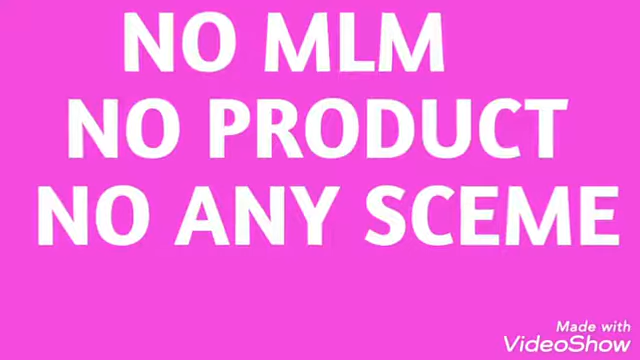 NO MLM
NO PRODUCT
NO ANY SCEME
Made with
VideoShow